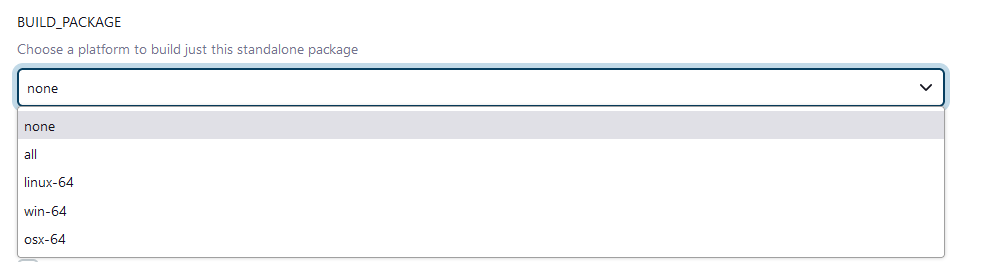 BUILD_PACKAGE
Choose a platform to build just this standalone package
none
none
all
linux-64
win-64
osx-64